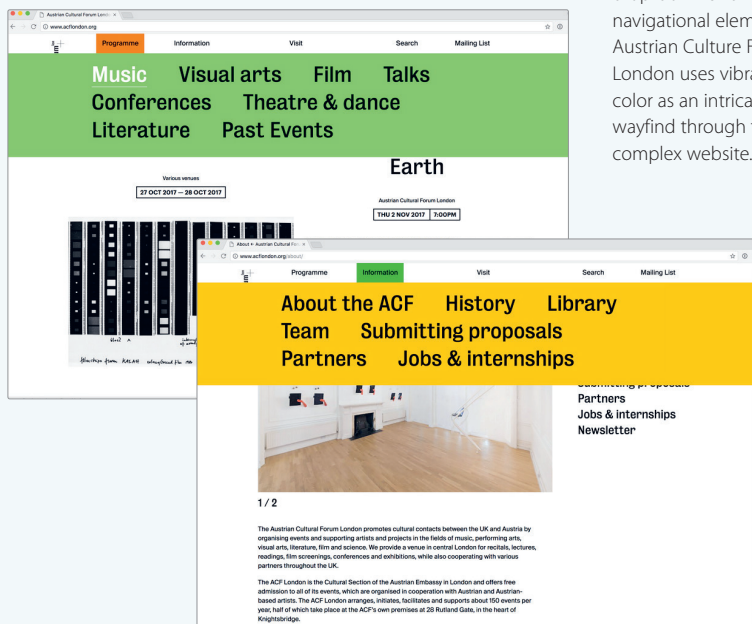 navigational elem
Austrian Culture F
London uses vibra
color as an intrica
wayfind through
complex website.
Austrian Cultural Forum Lond
www.acflondon.org
Programme Information Visit Search Mailing List
Music Visual arts Film Talks
Conferences Theatre & dance
Literature Past Events
Various venues
27 OCT 2017 — 28 OCT 2017
Earth
Austrian Cultural Forum London
THU 2 NOV 2017 7:00PM
About « Austrian Cultural For
www.acflondon.org/about/
Programme Information Visit Search Mailing List
About the ACF History Library
Team Submitting proposals
Partners Jobs & internships
Submitting proposals
Partners
Jobs & internships
Newsletter
1 / 2
The Austrian Cultural Forum London promotes cultural contacts between the UK and Austria by
organising events and supporting artists and projects in the fields of music, performing arts,
visual arts, literature, film and science. We provide a venue in central London for recitals, lectures,
readings, film screenings, conferences and exhibitions, while also cooperating with various
partners throughout the UK.
The ACF London is the Cultural Section of the Austrian Embassy in London and offers free
admission to all of its events, which are organised in cooperation with Austrian and Austrian-
based artists. The ACF London arranges, initiates, facilitates and supports about 150 events per
year, half of which take place at the ACF's own premises at 28 Rutland Gate, in the heart of
Knightsbridge.